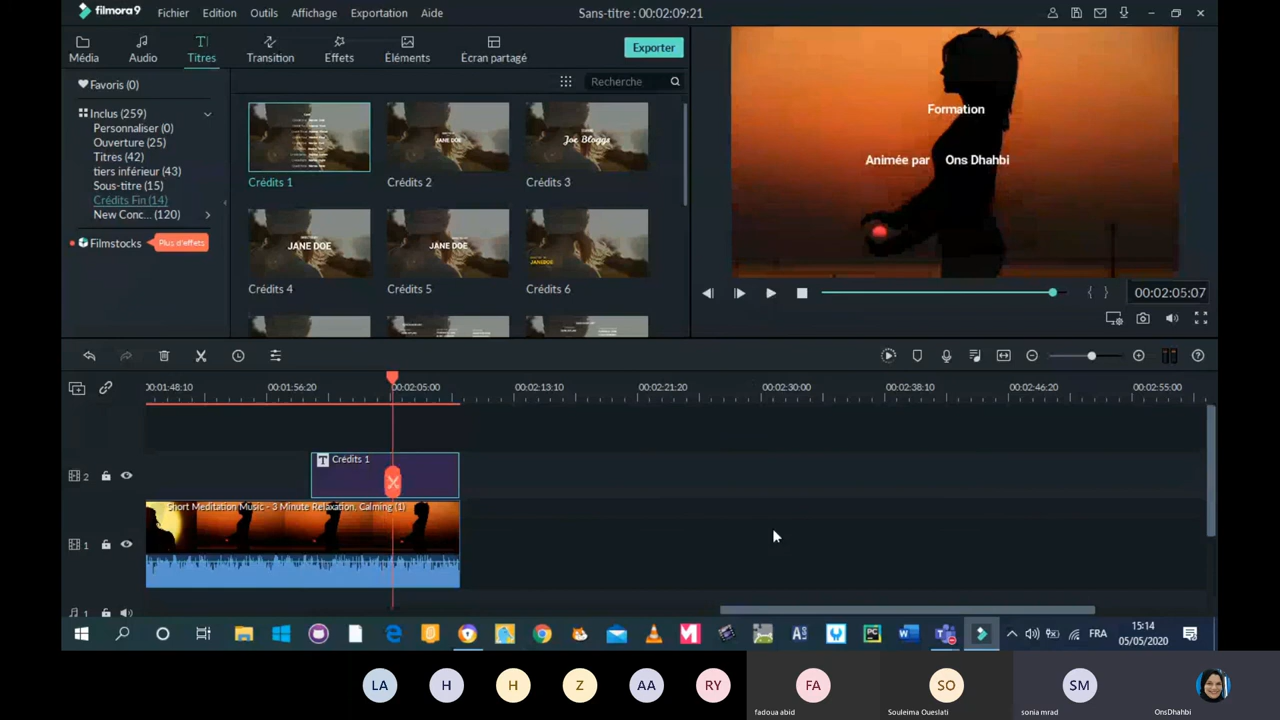 filmora9 Fichier Edition Outils Affichage Exportation Aide Sans-titre : 00:02:09:21
Média Audio Titres Transition Effets Éléments Écran partagé Exporter
Favoris (0)
Recherche
Inclus (259)
Personnaliser (0)
Ouverture (25)
Titres (42)
tiers inférieur (43)
Sous-titre (15)
Crédits Fin (14)
New Conc... (120)
Filmstocks Plus d'effets
JANE DOE
Joe Bloggs
Crédits 1 Crédits 2 Crédits 3
JANE DOE JANE DOE JANEDOE
Crédits 4 Crédits 5 Crédits 6
Formation
Animée par Ons Dhahbi
{ } 00:02:05:07
00:01:48:10 00:01:56:20 00:02:05:00 00:02:13:10 00:02:21:20 00:02:30:00 00:02:38:10 00:02:46:20 00:02:55:00
2 T Crédits 1
1 Short Meditation Music - 3 Minute Relaxation, Calming (1)
1
FRA 15:14
05/05/2020
LA H H Z AA RY FA SO SM
fadoua abid Souleima Oueslati sonia mrad OnsDhahbi